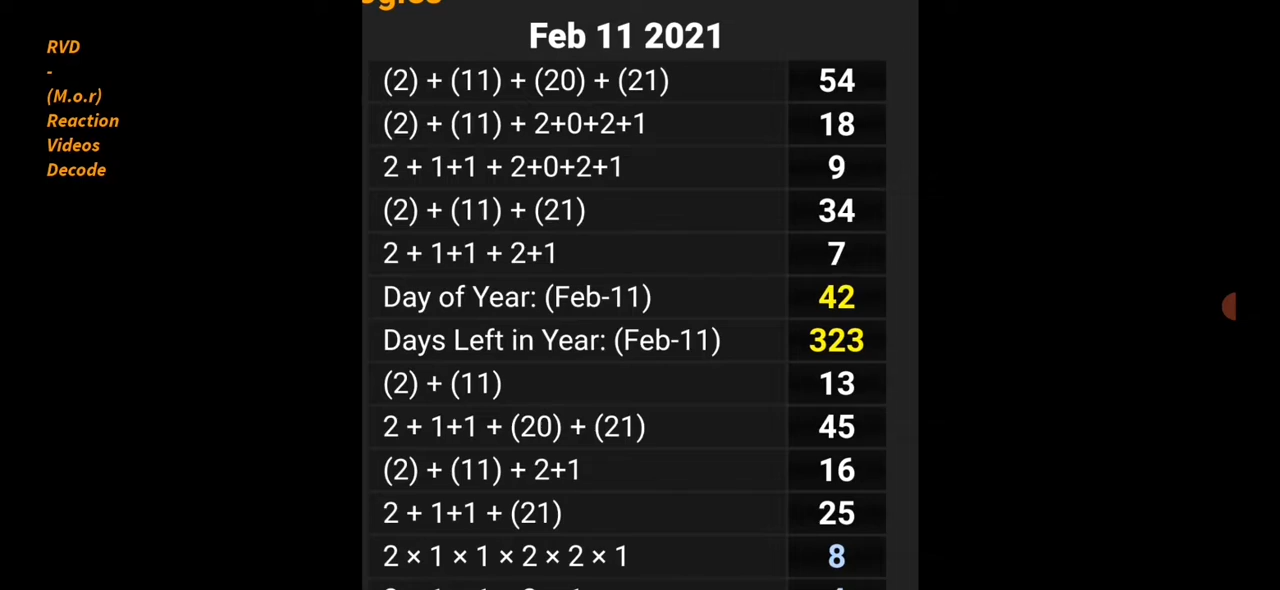 RVD
-
(M.o.r)
Reaction
Videos
Decode
Feb 11 2021
(2) + (11) + (20) + (21) 54
(2) + (11) + 2+0+2+1 18
2 + 1+1 + 2+0+2+1 9
(2) + (11) + (21) 34
2 + 1+1 + 2+1 7
Day of Year: (Feb-11) 42
Days Left in Year: (Feb-11) 323
(2) + (11) 13
2 + 1+1 + (20) + (21) 45
(2) + (11) + 2+1 16
2 + 1+1 + (21) 25
2 × 1 × 1 × 2 × 2 × 1 8